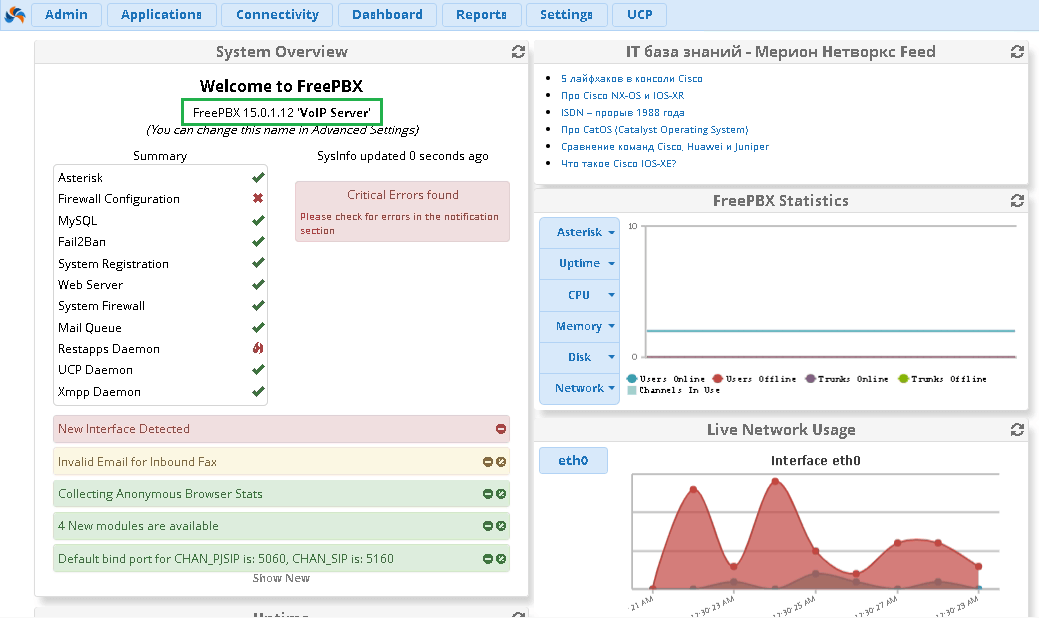 Admin
Applications
Connectivity
Dashboard
Reports
Settings
UCP
System Overview
Welcome to FreePBX
FreePBX 15.0.1.12 'VoIP Server'
(You can change this name in Advanced Settings)
Summary
Asterisk
Firewall Configuration
MySQL
Fail2Ban
System Registration
Web Server
System Firewall
Mail Queue
Restapps Daemon
UCP Daemon
Xmpp Daemon
SysInfo updated 0 seconds ago
Critical Errors found
Please check for errors in the notification
section
New Interface Detected
Invalid Email for Inbound Fax
Collecting Anonymous Browser Stats
4 New modules are available
Default bind port for CHAN_PJSIP is: 5060, CHAN_SIP is: 5160
Show New
Uptime
IT база знаний - Мерион Нетворкс Feed
5 лайфхаков в консоли Cisco
Про Cisco NX-OS и IOS-XR
ISDN – прорыв 1988 года
Про CatOS (Catalyst Operating System)
Сравнение команд Cisco, Huawei и Juniper
Что такое Cisco IOS-XE?
FreePBX Statistics
Asterisk
Uptime
CPU
Memory
Disk
Network
10
0
Users Online Users Offline Trunks Online Trunks Offline
Channels In Use
Live Network Usage
eth0
Interface eth0
:21 AM
:30:23 AM
:30:25 AM
:30:27 AM
:30:29 AM